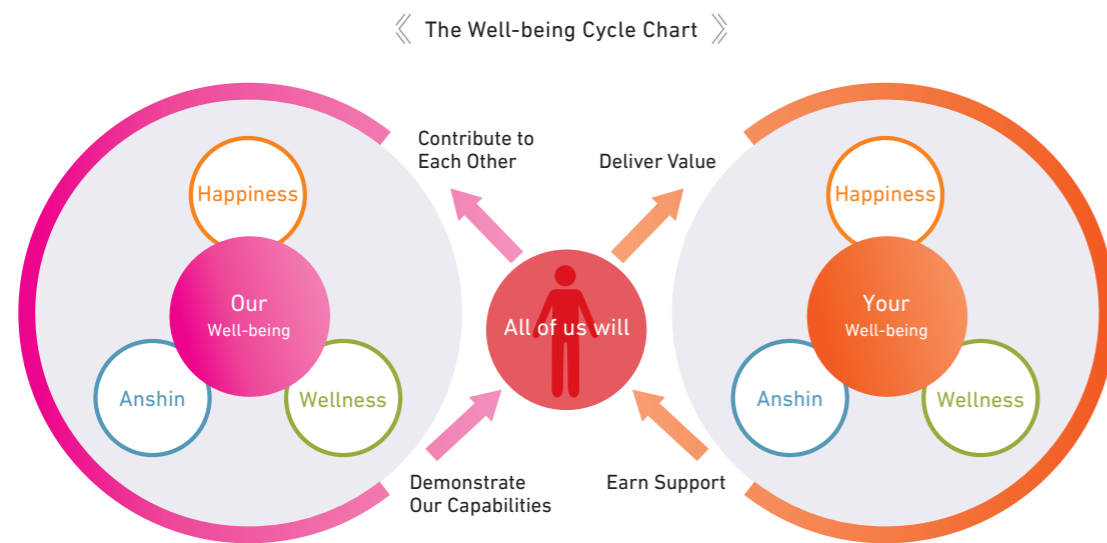 The Well-being Cycle Chart
Contribute to
Each Other
Deliver Value
Happiness
Our
Well-being
Anshin
Wellness
All of us will
Happiness
Your
Well-being
Anshin
Wellness
Demonstrate
Our Capabilities
Earn Support